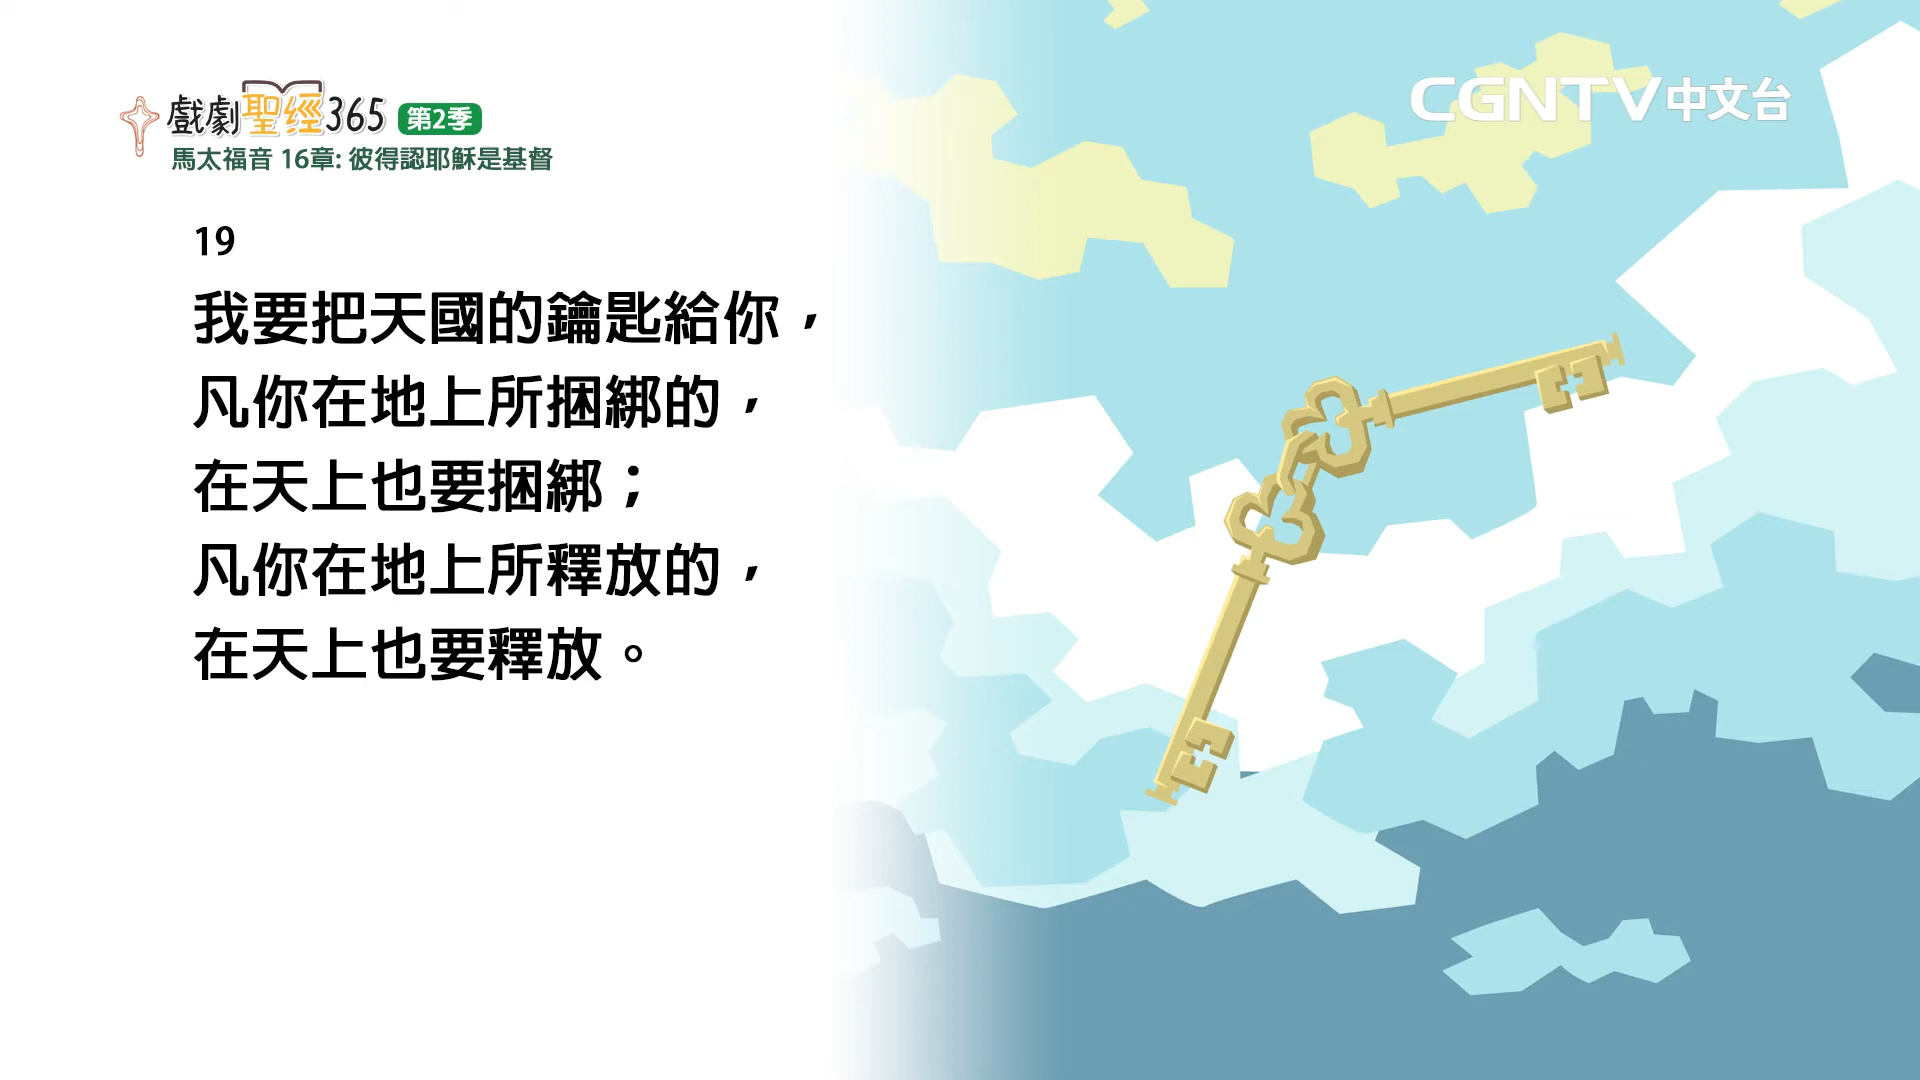 戲劇聖經365 第2季
馬太福音 16章: 彼得認耶穌是基督
CGNTV中文台
19
我要把天國的鑰匙給你，
凡你在地上所捆綁的，
在天上也要捆綁；
凡你在地上所釋放的，
在天上也要釋放。